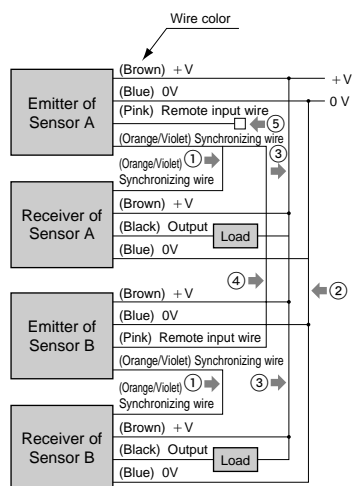 Wire color
(Brown) +V
+V
(Blue) 0V
0 V
Emitter of
Sensor A
(Pink) Remote input wire
⑤
(Orange/Violet) Synchronizing wire
(Orange/Violet) ①
③
Synchronizing wire
(Brown) +V
Receiver of
Sensor A
(Black) Output
Load
(Blue) 0V
④
②
(Brown) +V
Emitter of
Sensor B
(Blue) 0V
(Pink) Remote input wire
(Orange/Violet) Synchronizing wire
(Orange/Violet) ①
③
Synchronizing wire
(Brown) +V
Receiver of
Sensor B
(Black) Output
Load
(Blue) 0V